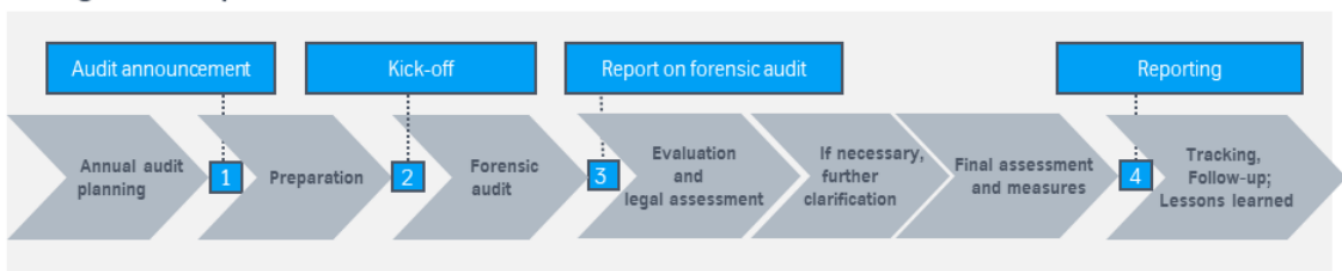 Audit announcement
Kick-off
Report on forensic audit
Reporting
Annual audit
planning
1
Preparation
2
Forensic
audit
3
Evaluation
and
legal assessment
If necessary,
further
clarification
Final assessment
and measures
4
Tracking,
Follow-up;
Lessons learned